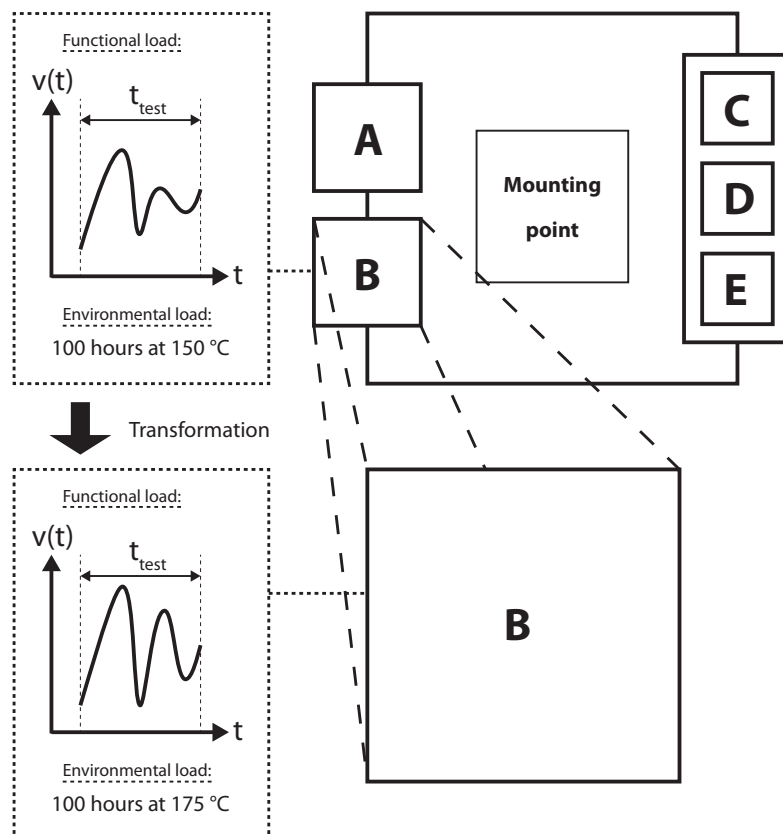 Functional load:
v(t)
t_test
t
Environmental load:
100 hours at 150 °C
Transformation
Functional load:
v(t)
t_test
t
Environmental load:
100 hours at 175 °C
A
B
Mounting
point
C
D
E
B